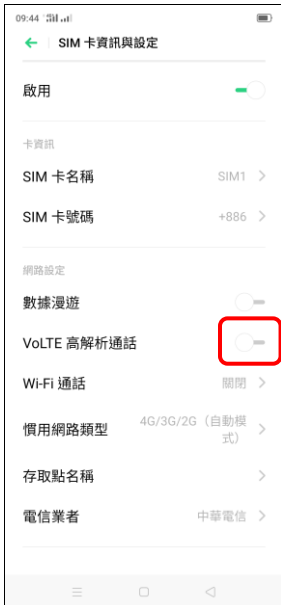 09:44
SIM 卡資訊與設定
啟用
卡資訊
SIM 卡名稱 SIM1
SIM 卡號碼 +886
網路設定
數據漫遊
VoLTE 高解析通話
Wi-Fi 通話 關閉
慣用網路類型 4G/3G/2G（自動模
式）
存取點名稱
電信業者 中華電信